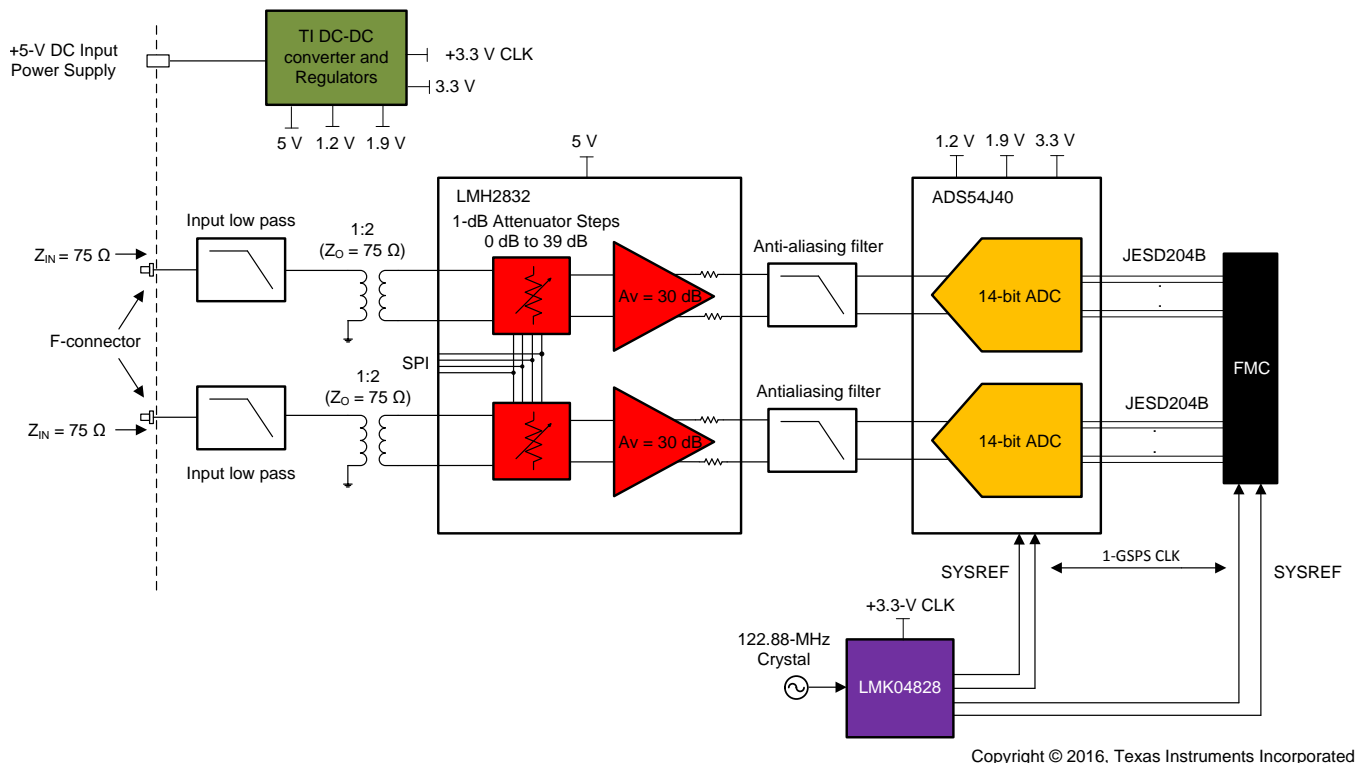 +5-V DC Input
Power Supply
TI DC-DC
converter and
Regulators
+3.3 V CLK
3.3 V
5 V
1.2 V
1.9 V
5 V
1.2 V
1.9 V
3.3 V
LMH2832
1-dB Attenuator Steps
0 dB to 39 dB
ADS54J40
Input low pass
1:2
(ZO = 75 Ω)
ZIN = 75 Ω
Av = 30 dB
Anti-aliasing filter
14-bit ADC
JESD204B
.
.
F-connector
SPI
FMC
1:2
(ZO = 75 Ω)
ZIN = 75 Ω
Input low pass
Av = 30 dB
Antialiasing filter
14-bit ADC
JESD204B
.
.
SYSREF
1-GSPS CLK
SYSREF
+3.3-V CLK
122.88-MHz
Crystal
LMK04828
Copyright © 2016, Texas Instruments Incorporated